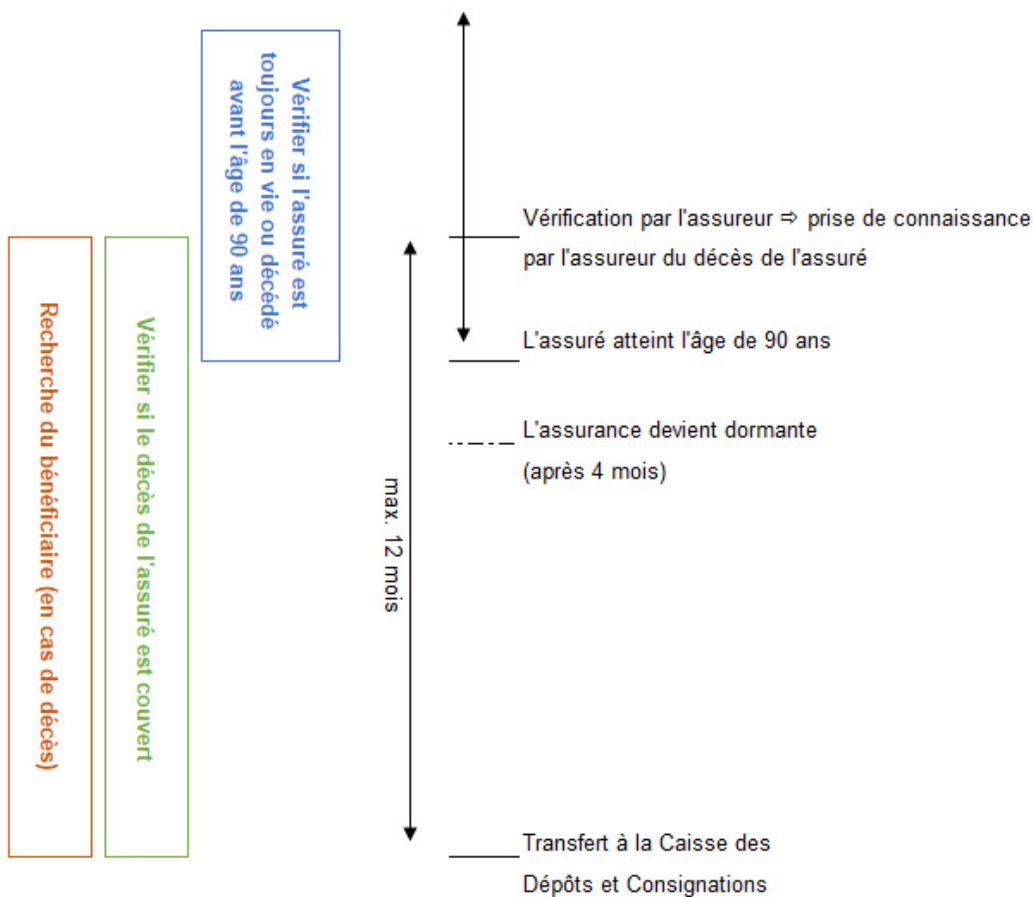 Vérifier si l'assuré est
toujours en vie ou décédé
avant l'âge de 90 ans
Vérification par l'assureur ⇨ prise de connaissance
par l'assureur du décès de l'assuré
L'assuré atteint l'âge de 90 ans
L'assurance devient dormante
(après 4 mois)
Recherche du bénéficiaire (en cas de décès)
Vérifier si le décès de l'assuré est couvert
max. 12 mois
Transfert à la Caisse des
Dépôts et Consignations